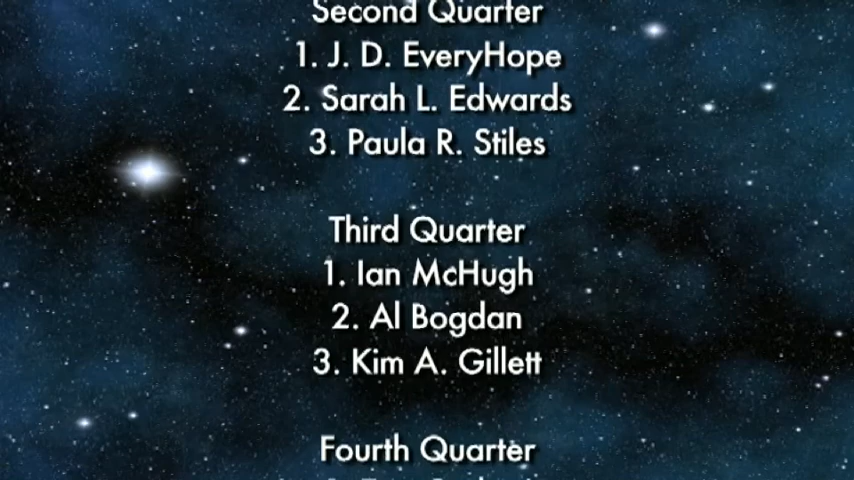 Second Quarter
1. J. D. EveryHope
2. Sarah L. Edwards
3. Paula R. Stiles
Third Quarter
1. Ian McHugh
2. Al Bogdan
3. Kim A. Gillett
Fourth Quarter